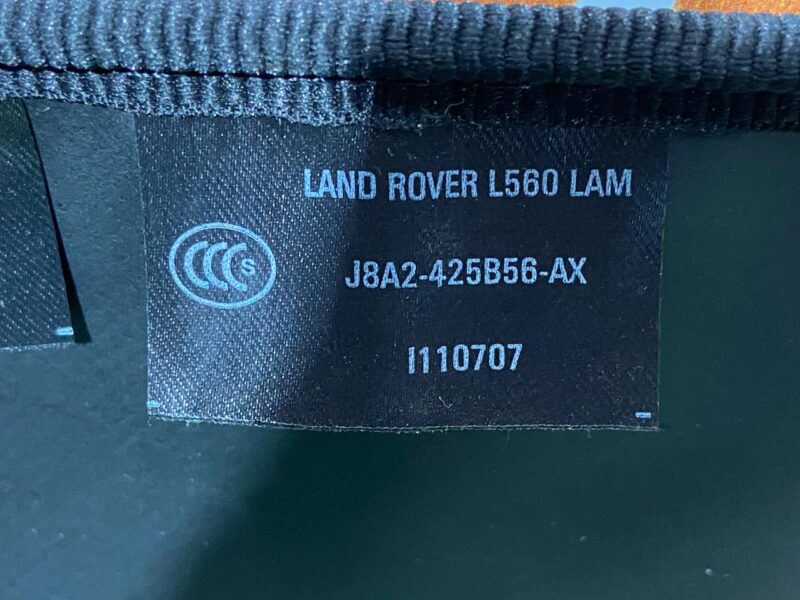 LAND ROVER L560 LAM
CCC S
J8A2-425B56-AX
I110707